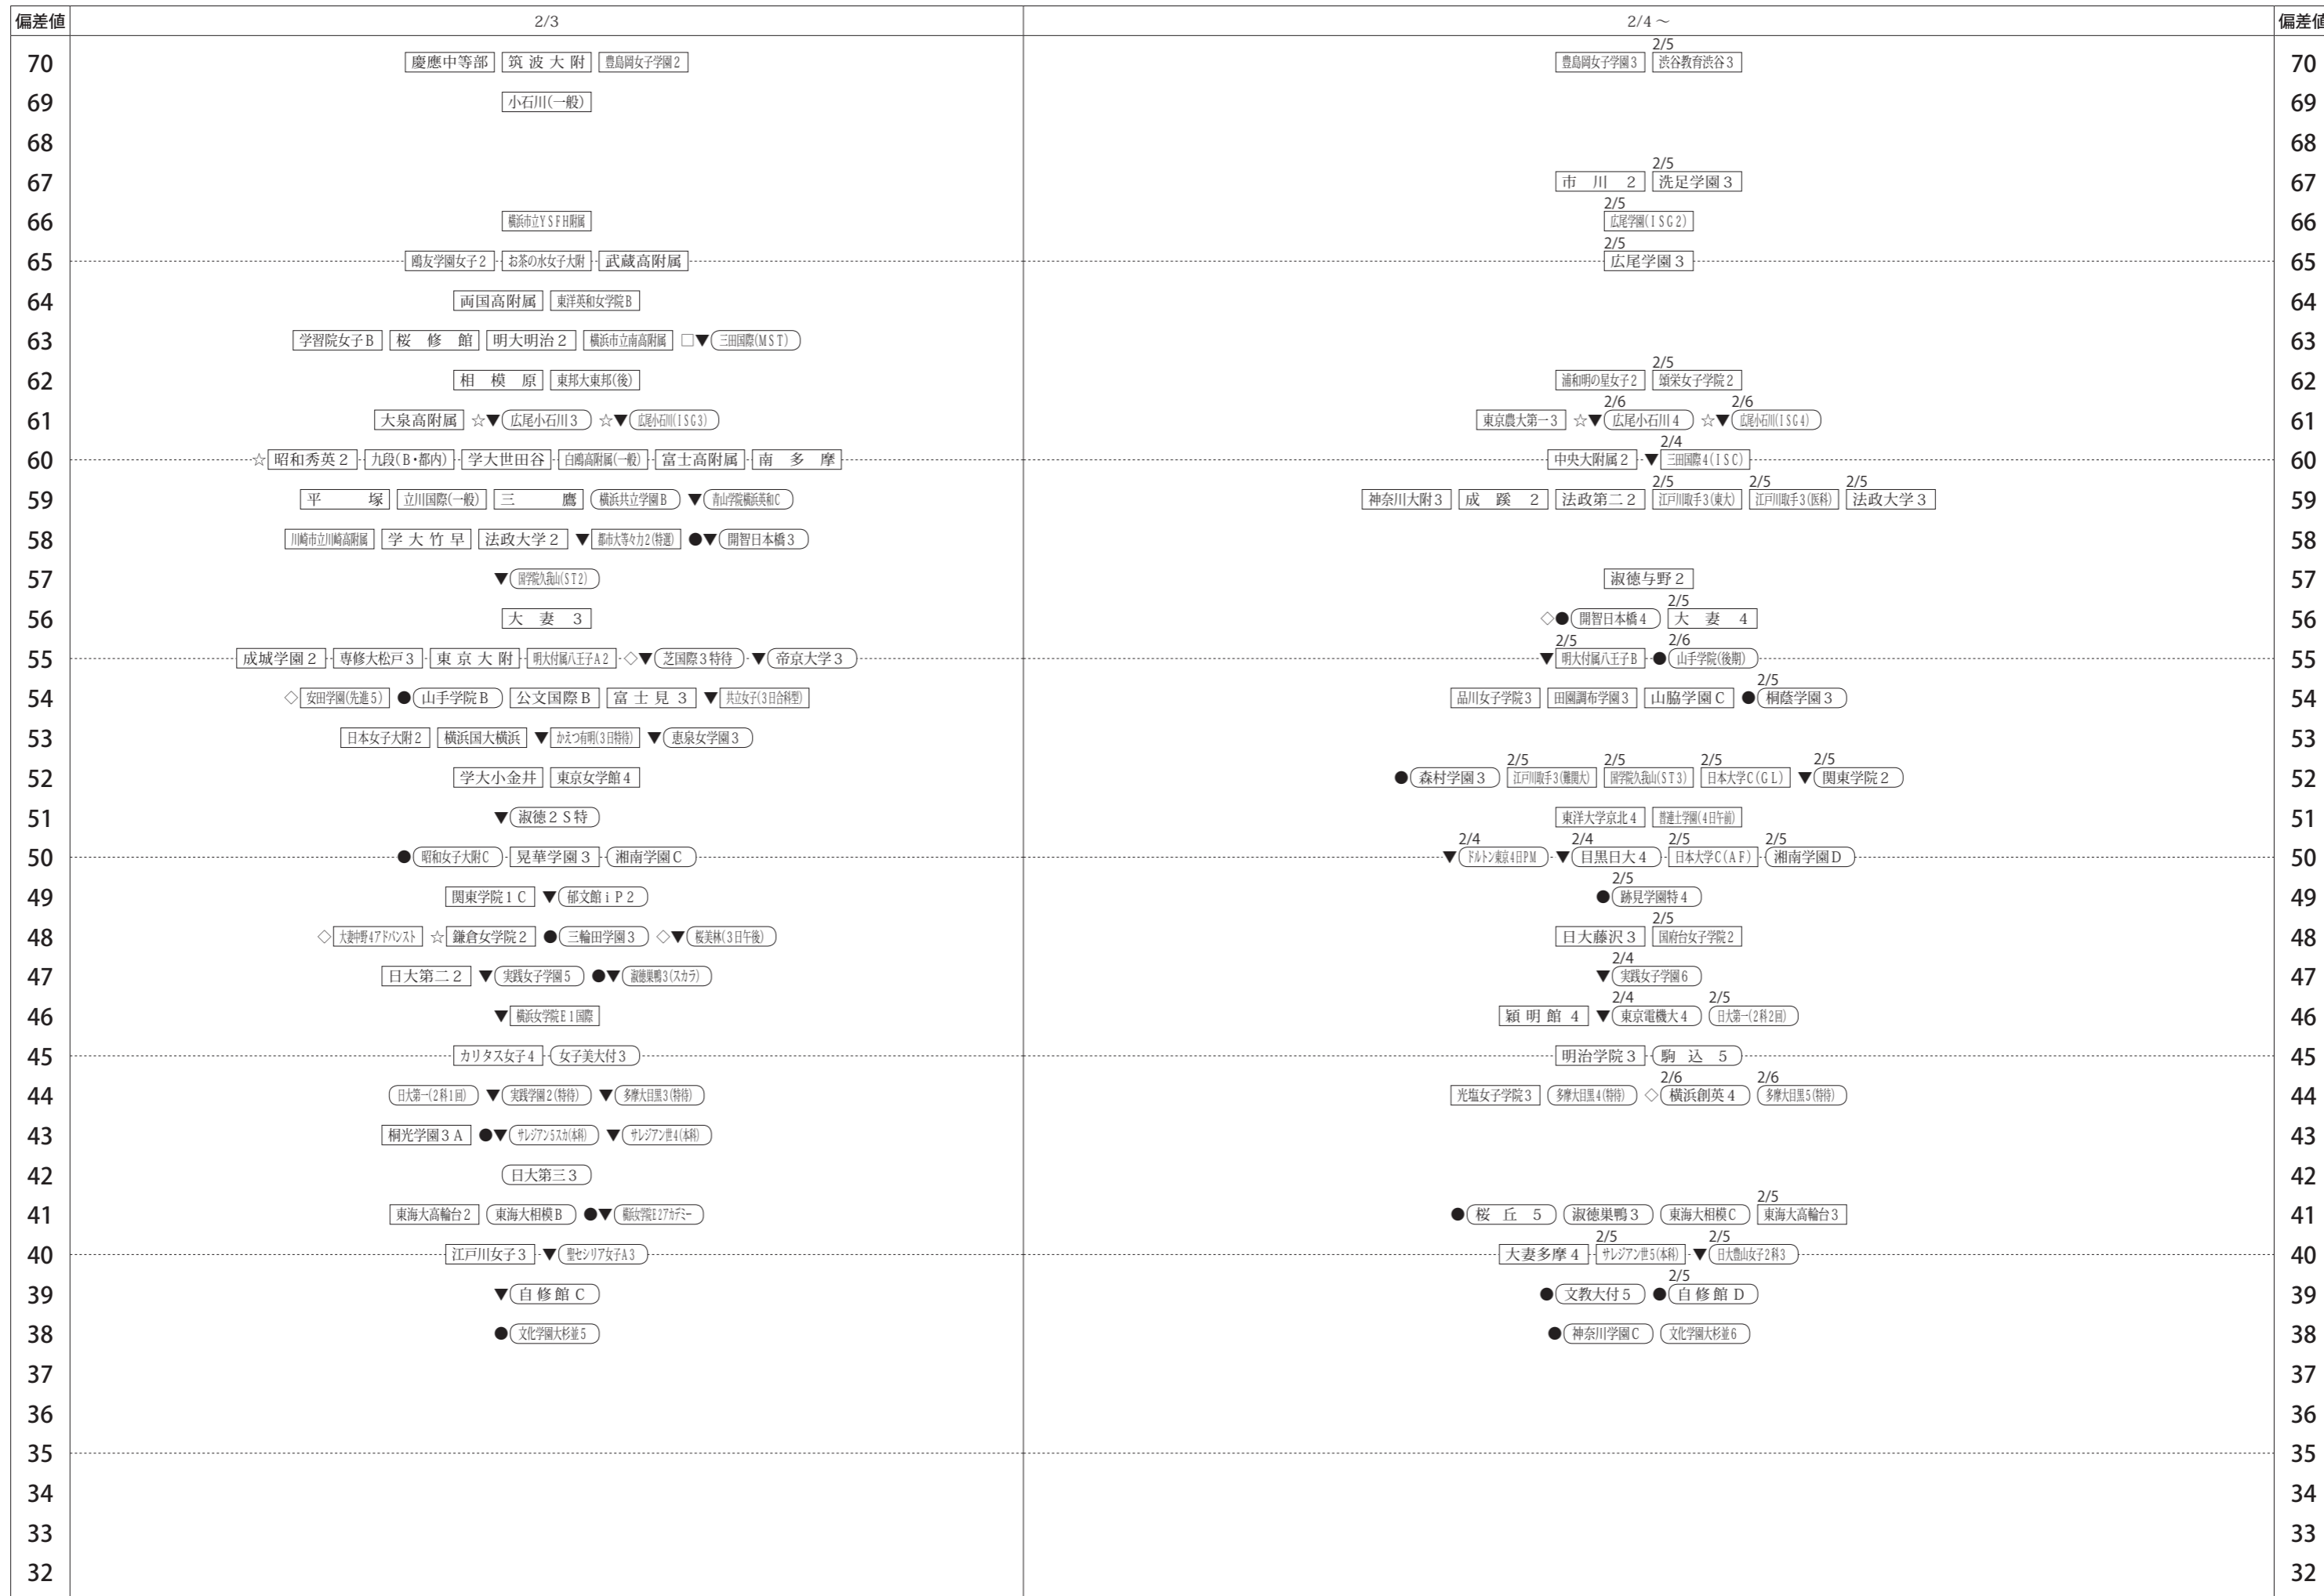 偏差値 2/3 2/4～ 偏差値
2/5
70 慶應中等部 筑波大附 豊島岡女子学園2 豊島岡女子学園3 渋谷教育渋谷3 70
69 小石川(一般) 69
68 68
2/5
67 市川2 洗足学園3 67
2/5
66 横浜市立YSFH附属 広尾学園(ISG2) 66
2/5
65 鷗友学園女子2 お茶の水女子大附 武蔵高附属 広尾学園3 65
64 両国高附属 東洋英和女学院B 64
63 学習院女子B 桜修館 明大明治2 横浜市立南高附属 □▼三田国際(MST) 63
2/5
62 相模原 東邦大東邦(後) 浦和明の星女子2 頌栄女子学院2 62
2/6 2/6
61 大泉高附属 ☆▼広尾小石川3 ☆▼広尾小石川(ISG3) 東京農大第一3 ☆▼広尾小石川4 ☆▼広尾小石川(ISG4) 61
2/4
60 ☆昭和秀英2 九段(B・都内) 学大世田谷 白鷗高附属(一般) 富士高附属 南多摩 中央大附属2 ▼三田国際4(ISC) 60
2/5 2/5 2/5
59 平塚 立川国際(一般) 三鷹 横浜共立学園B ▼青山学院横浜英和C 神奈川大附3 成蹊2 法政第二2 江戸川取手3(東大) 江戸川取手3(医科) 法政大学3 59
58 川崎市立川崎高附属 学大竹早 法政大学2 ▼都市大等々力2(特選) ●▼開智日本橋3 58
57 ▼国学院久我山(ST2) 淑徳与野2 57
2/5
56 大妻3 ◇●開智日本橋4 大妻4 56
2/5 2/6
55 成城学園2 専修大松戸3 東京大附 明大付属八王子A2 ◇▼芝国際3特待 ▼帝京大学3 ▼明大付属八王子B ●山手学院(後期) 55
2/5
54 ◇安田学園(先進5) ●山手学院B 公文国際B 富士見3 ▼共立女子(3日合科型) 品川女子学院3 田園調布学園3 山脇学園C ●桐蔭学園3 54
53 日本女子大附2 横浜国大横浜 ▼かえつ有明(3日特待) ▼恵泉女学園3 53
2/5 2/5 2/5 2/5
52 学大小金井 東京女学館4 ●森村学園3 江戸川取手3(難関大) 国学院久我山(ST3) 日本大学C(GL) ▼関東学院2 52
51 ▼淑徳2S特 東洋大学京北4 普連土学園(4日午前) 51
2/4 2/4 2/5 2/5
50 ●昭和女子大附C 晃華学園3 湘南学園C ▼ドルトン東京4日PM ▼目黒日大4 日本大学C(AF) 湘南学園D 50
2/5
49 関東学院1C ▼郁文館iP2 ●跡見学園特4 49
2/5
48 ◇大妻中野4アドバンスト ☆鎌倉女学院2 ●三輪田学園3 ◇▼桜美林(3日午後) 日大藤沢3 国府台女子学院2 48
2/4
47 日大第二2 ▼実践女子学園5 ●▼淑徳巣鴨3(スカラ) ▼実践女子学園6 47
2/4 2/5
46 ▼横浜女学院E1国際 穎明館4 ▼東京電機大4 日大第一(2科2回) 46
45 カリタス女子4 女子美大付3 明治学院3 駒込5 45
2/6 2/6
44 日大第一(2科1回) ▼実践学園2(特待) ▼多摩大目黒3(特待) 光塩女子学院3 多摩大目黒4(特待) ◇横浜創英4 多摩大目黒5(特待) 44
43 桐光学園3A ●▼サレジアン5スカ(本科) ▼サレジアン世4(本科) 43
42 日大第三3 42
2/5
41 東海大高輪台2 東海大相模B ●▼横浜女学院E2アカデミー ●桜丘5 淑徳巣鴨3 東海大相模C 東海大高輪台3 41
2/5 2/5
40 江戸川女子3 ▼聖セシリア女子A3 大妻多摩4 サレジアン世5(本科) ▼日大豊山女子2科3 40
2/5
39 ▼自修館C ●文教大付5 ●自修館D 39
38 ●文化学園大杉並5 ●神奈川学園C 文化学園大杉並6 38
37 37
36 36
35 35
34 34
33 33
32 32